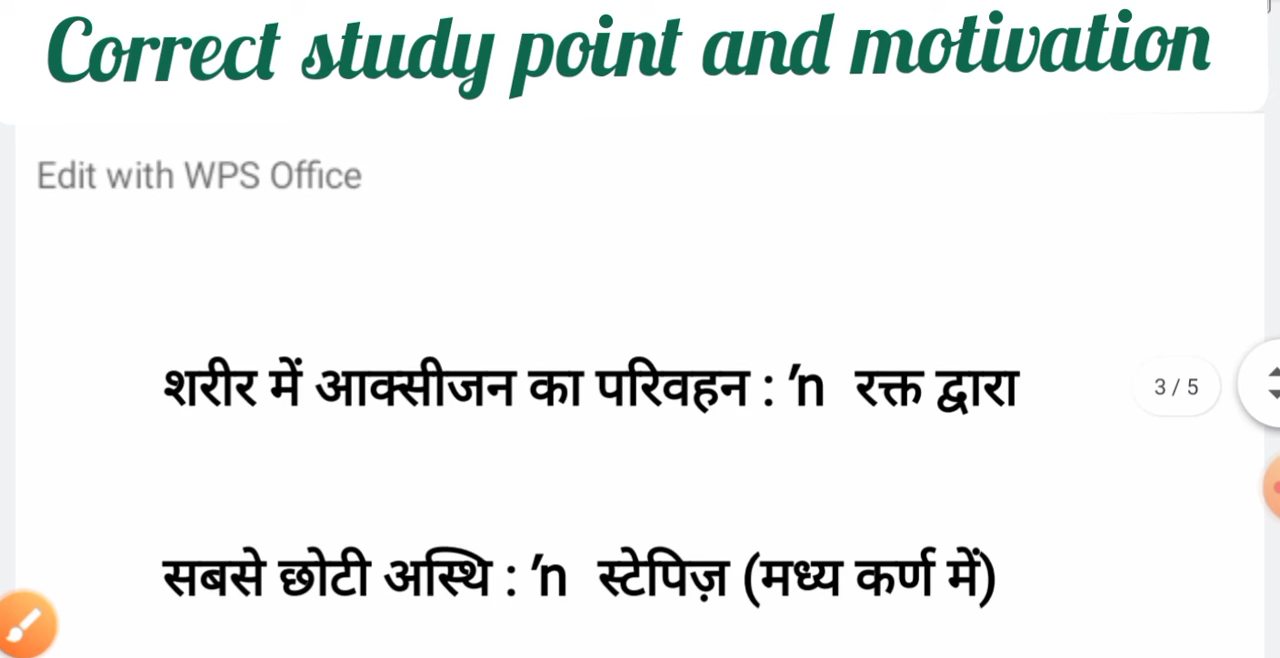 Correct study point and motivation
Edit with WPS Office
शरीर में आक्सीजन का परिवहन : ’n रक्त द्वारा
3 / 5
सबसे छोटी अस्थि : ’n स्टेपिज़ (मध्य कर्ण में)